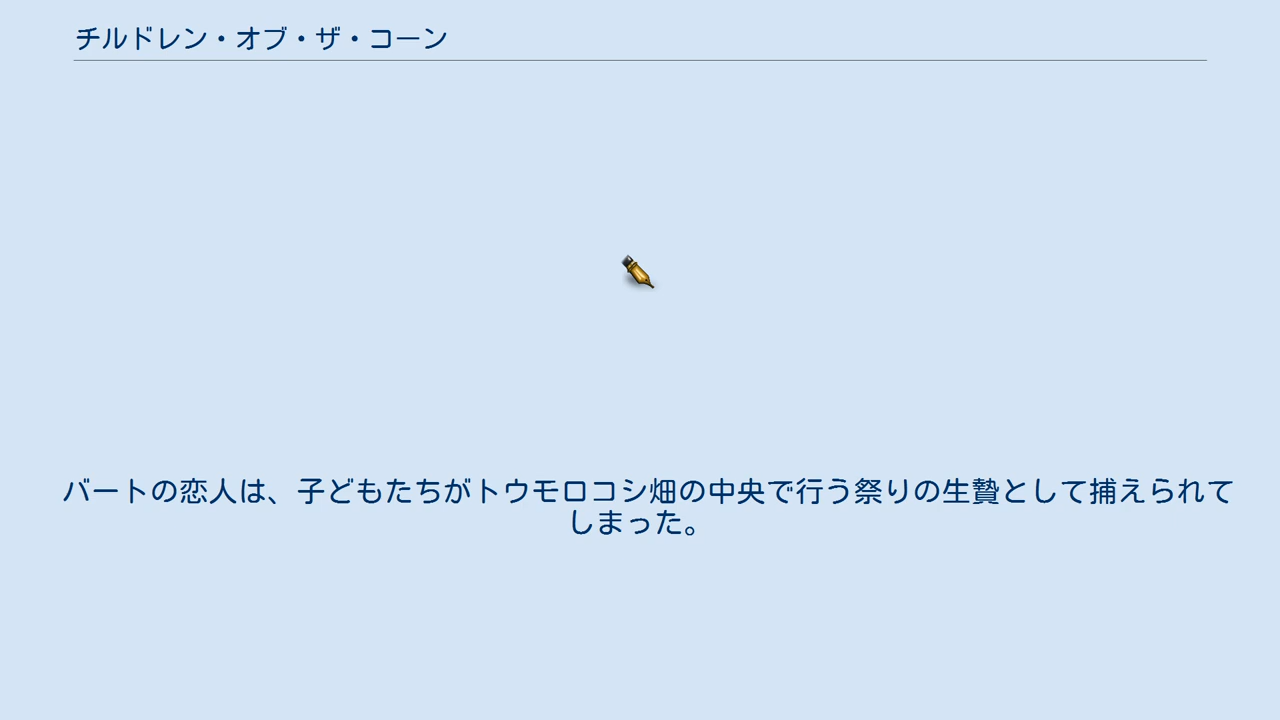 チルドレン・オブ・ザ・コーン
バートの恋人は、子どもたちがトウモロコシ畑の中央で行う祭りの生贄として捕えられて
しまった。